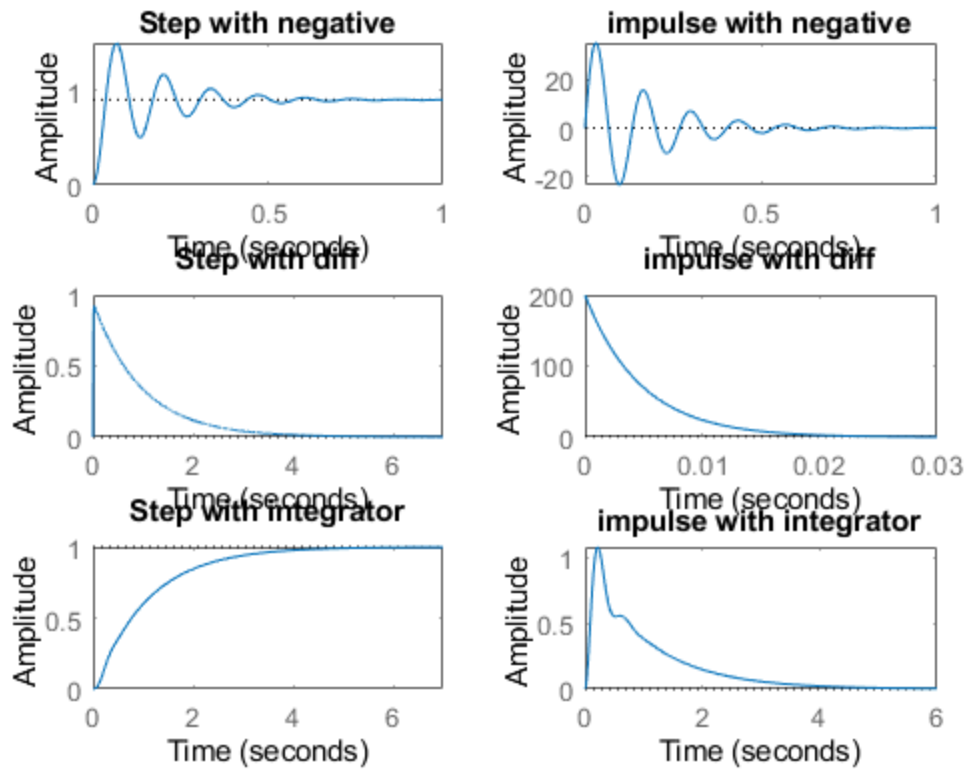 Step with negative
Amplitude
1
0
0 0.5 1
Time (seconds)
impulse with negative
Amplitude
20
0
-20
0 0.5 1
Time (seconds)
Step with diff
Amplitude
1
0.5
0
0 2 4 6
Time (seconds)
impulse with diff
Amplitude
200
100
0
0 0.01 0.02 0.03
Time (seconds)
Step with integrator
Amplitude
1
0.5
0
0 2 4 6
Time (seconds)
impulse with integrator
Amplitude
1
0.5
0
0 2 4 6
Time (seconds)